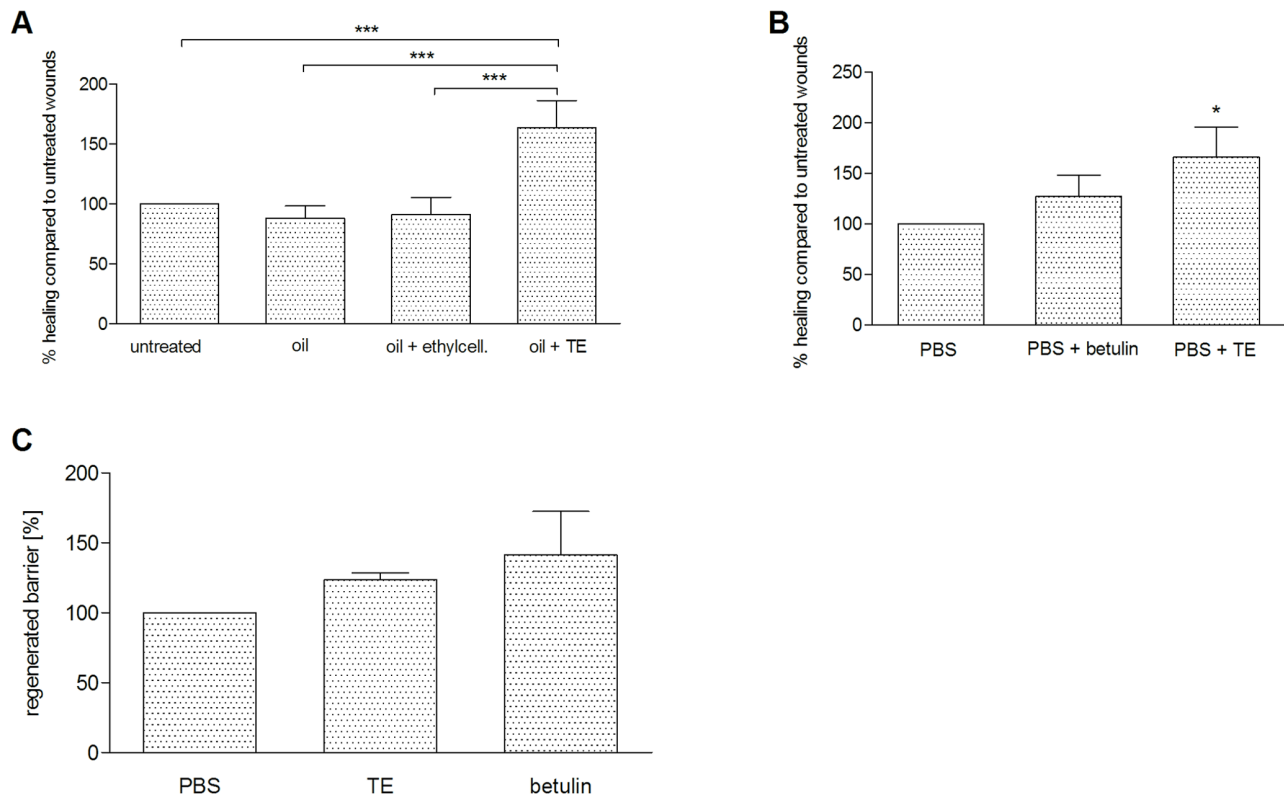 A
***
***
***
% healing compared to untreated wounds
200
150
100
50
0
untreated
oil
oil + ethylcell.
oil + TE
B
*
% healing compared to untreated wounds
250
200
150
100
50
0
PBS
PBS + betulin
PBS + TE
C
regenerated barrier [%]
200
150
100
50
0
PBS
TE
betulin